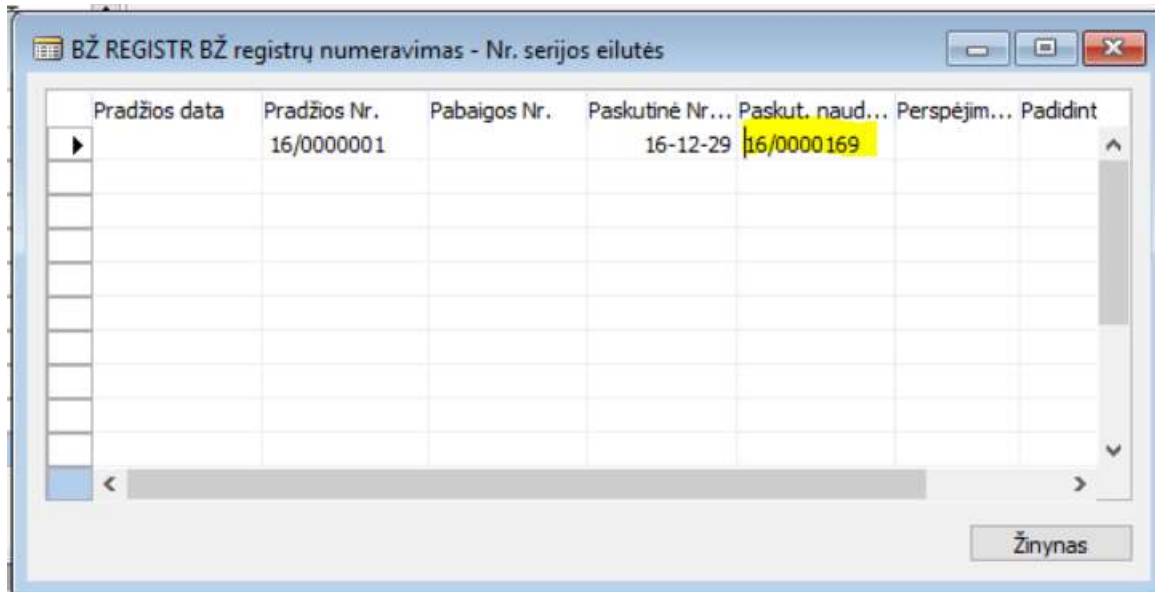 BŽ REGISTR BŽ registrų numeravimas - Nr. serijos eilutės
Pradžios data Pradžios Nr. Pabaigos Nr. Paskutinė Nr... Paskut. naud... Perspėjim... Padidint
16/0000001 16-12-29 16/0000169
Žinynas